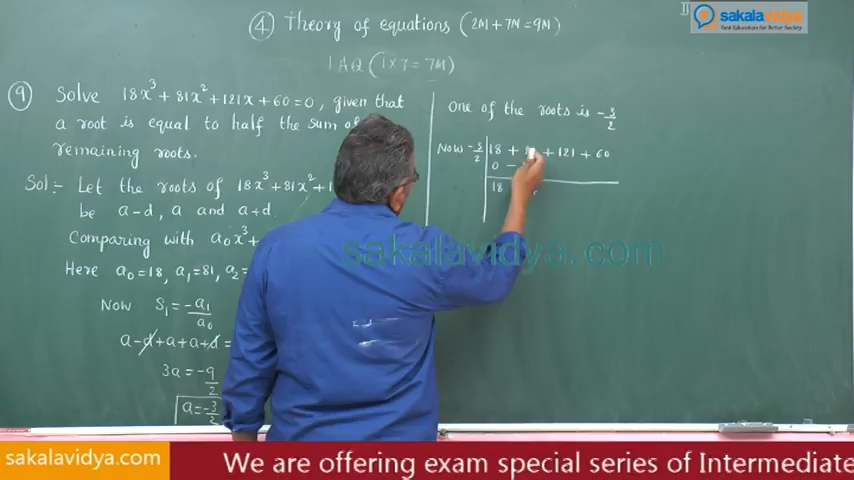 ④ Theory of equations (2M+7M=9M)
LAQ (1×7=7M)
sakalavidya
⑨ Solve 18x³+81x²+121x+60=0, given that
a root is equal to half the sum of
remaining roots.
Sol:- Let the roots of 18x³+81x²+1
be a-d, a and a+d.
Comparing with a₀x³+
Here a₀=18, a₁=81, a₂=
Now S₁ = -a₁/a₀
a-d+a+a+d=
3a = -9/2
a = -3/2
One of the roots is -3/2
Now -3/2 | 18 + 81 + 121 + 60
0 -
18
sakalavidya.com
sakalavidya.com
We are offering exam special series of Intermediate